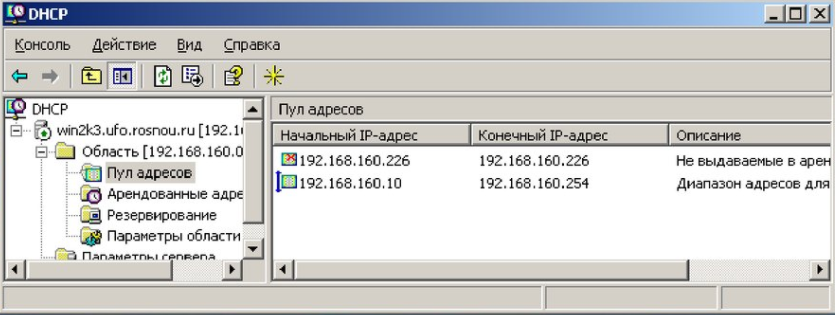 DHCP
Консоль Действие Вид Справка
DHCP
win2k3.ufo.rosnou.ru [192.1
Область [192.168.160.0
Пул адресов
Арендованные адре
Резервирование
Параметры области
Параметры сервера
Пул адресов
Начальный IP-адрес Конечный IP-адрес Описание
192.168.160.226 192.168.160.226 Не выдаваемые в арен
192.168.160.10 192.168.160.254 Диапазон адресов для